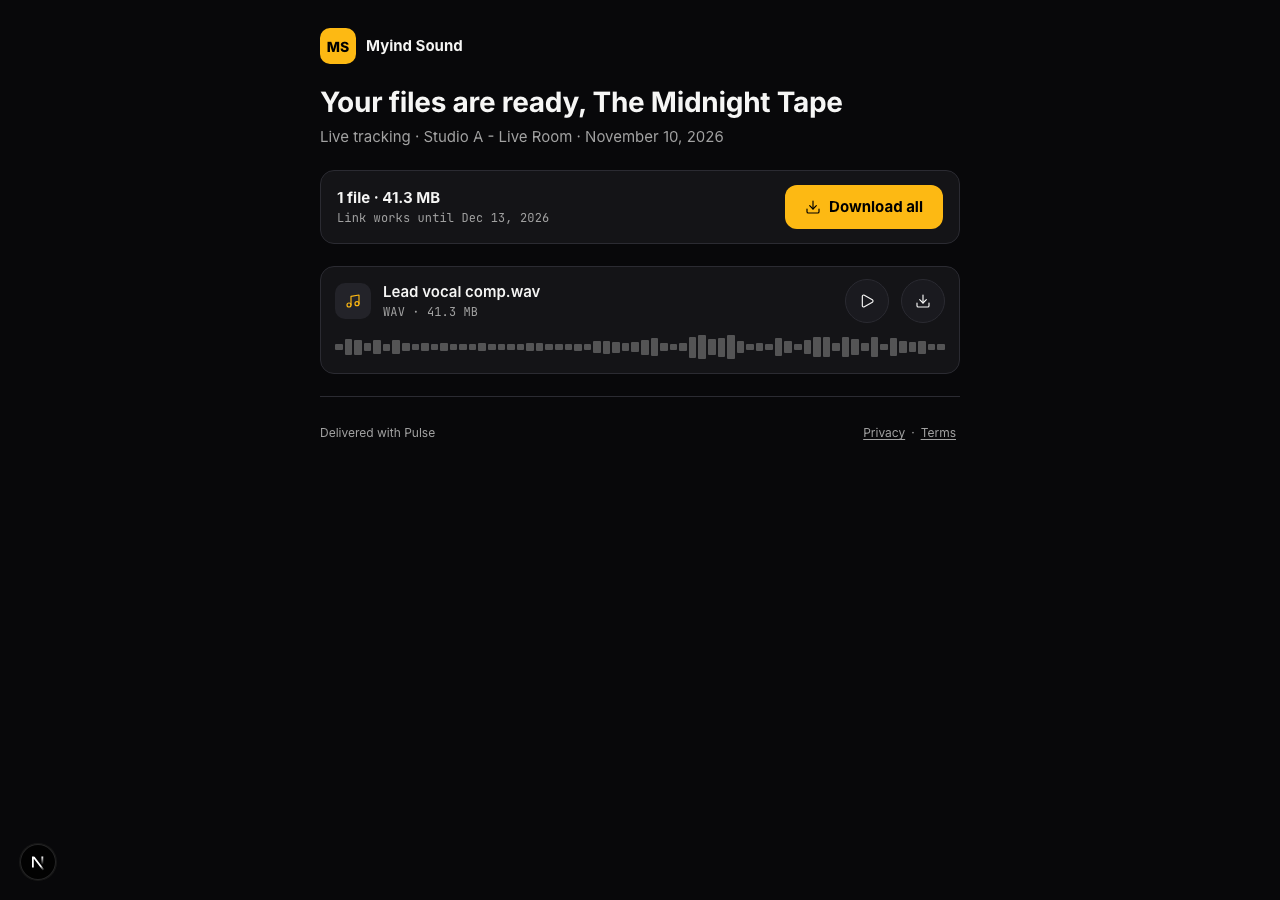 MS
Myind Sound
Your files are ready, The Midnight Tape
Live tracking · Studio A - Live Room · November 10, 2026
1 file · 41.3 MB
Link works until Dec 13, 2026
Download all
Lead vocal comp.wav
WAV · 41.3 MB
Delivered with Pulse
Privacy · Terms
N